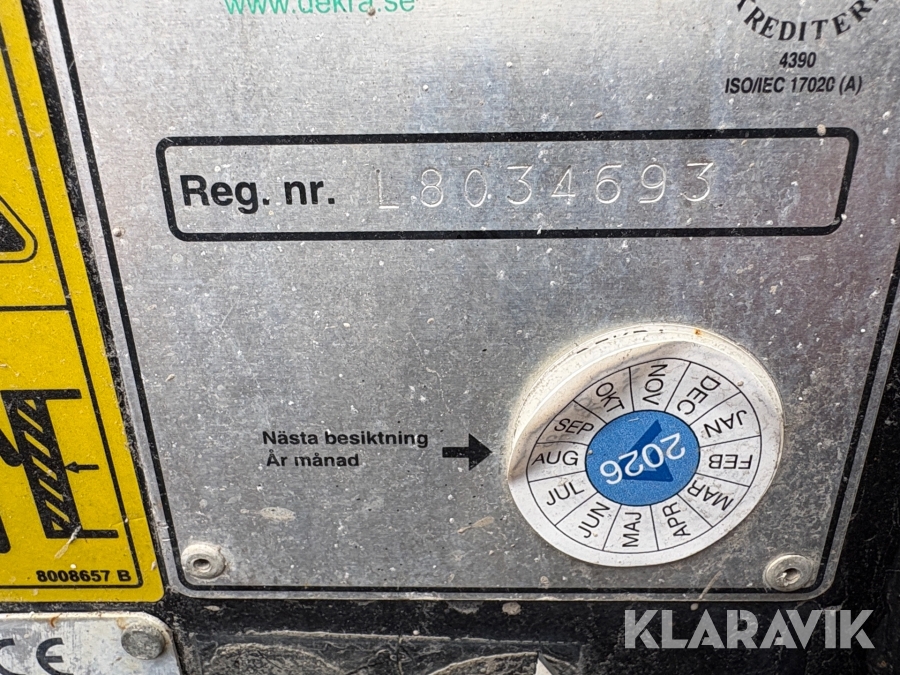 www.dekra.se
4390
ISO/IEC 17020 (A)
Reg. nr. L8034693
Nästa besiktning
År månad
JAN
FEB
MAR
APR
MAJ
JUN
JUL
AUG
SEP
OKT
NOV
DEC
2026
8008657 B
CE
KLARAVIK